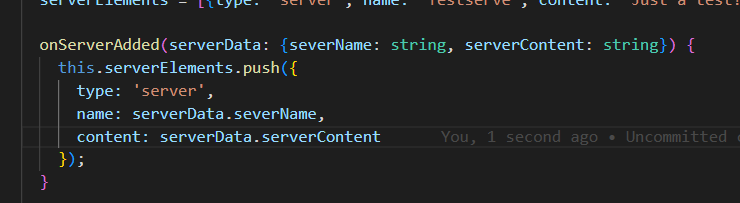 serverElements = [{type: 'server', name: 'Testserve', content: 'Just a test!
onServerAdded(serverData: {severName: string, serverContent: string}) {
this.serverElements.push({
type: 'server',
name: serverData.severName,
content: serverData.serverContent You, 1 second ago • Uncommitted
});
}